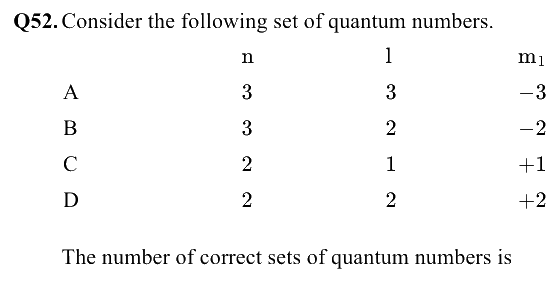 Q52. Consider the following set of quantum numbers.
n l m₁
A 3 3 −3
B 3 2 −2
C 2 1 +1
D 2 2 +2
The number of correct sets of quantum numbers is